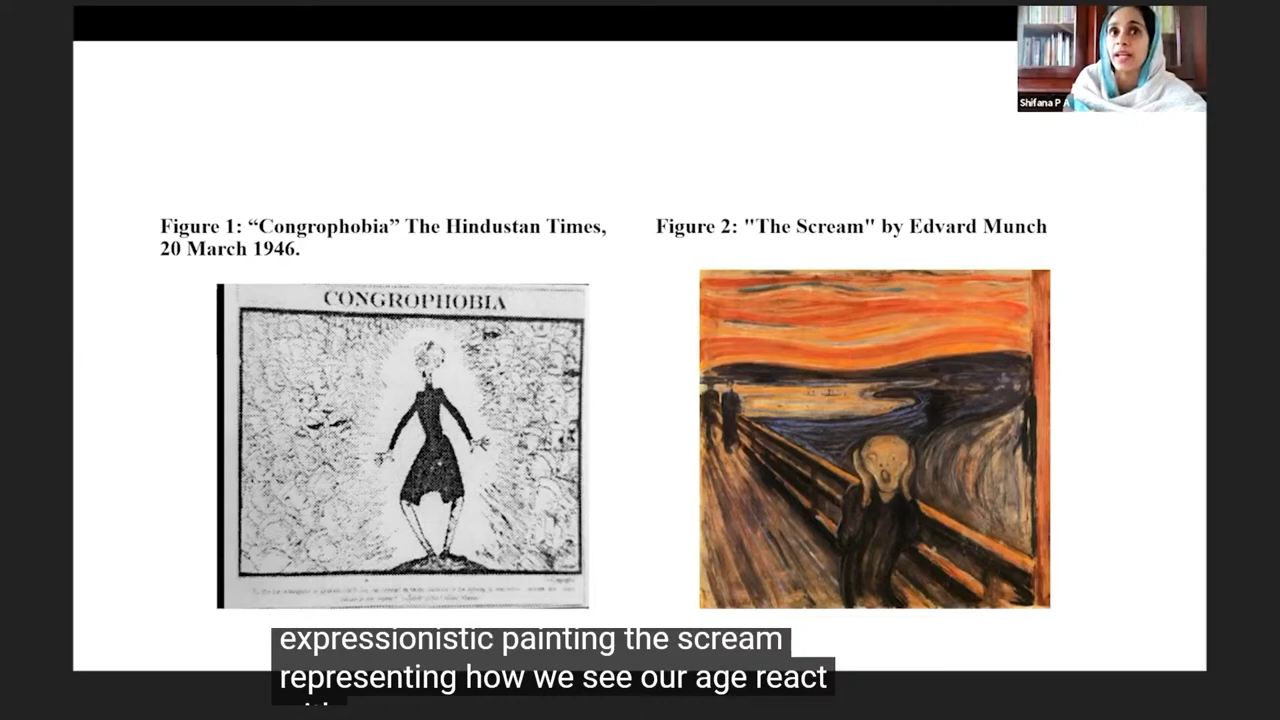 Shifana P A
Figure 1: “Congrophobia” The Hindustan Times,
20 March 1946.
Figure 2: "The Scream" by Edvard Munch
CONGROPHOBIA
expressionistic painting the scream
representing how we see our age react